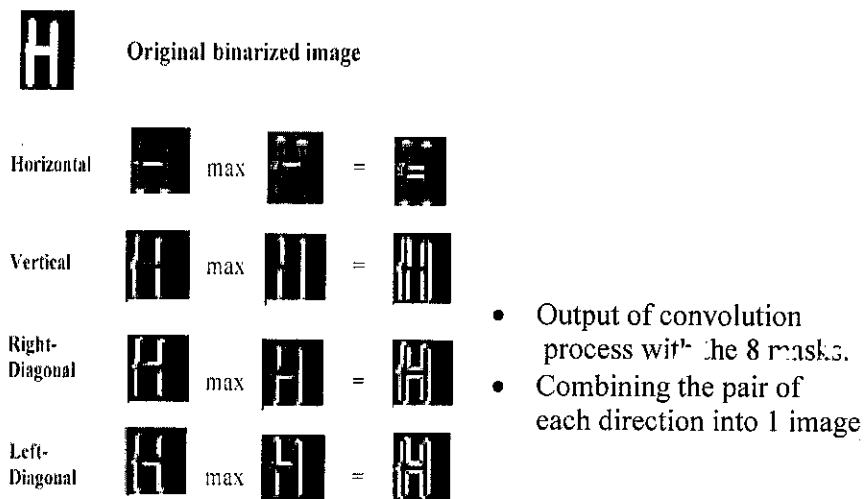 Original binarized image
Horizontal max =
Vertical max =
Right-
Diagonal max =
Left-
Diagonal max =
• Output of convolution
process with the 8 masks.
• Combining the pair of
each direction into 1 image